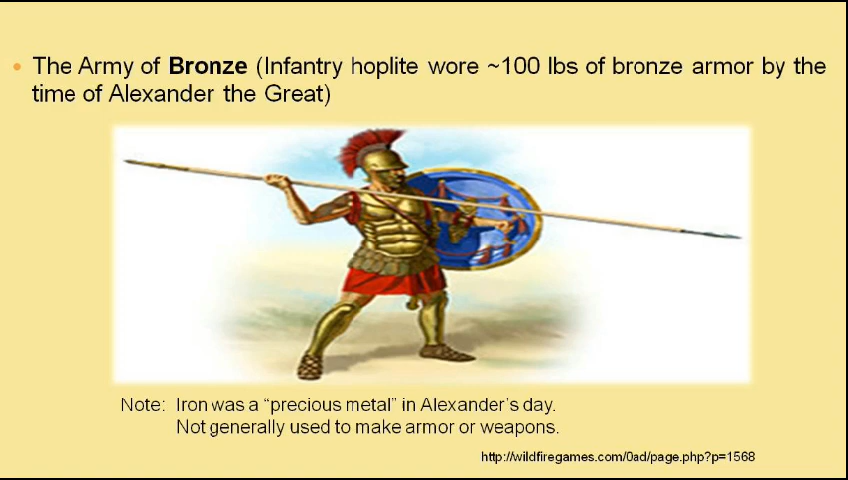 • The Army of Bronze (Infantry hoplite wore ~100 lbs of bronze armor by the
time of Alexander the Great)
Note: Iron was a “precious metal” in Alexander’s day.
Not generally used to make armor or weapons.
http://wildfiregames.com/0ad/page.php?p=1568